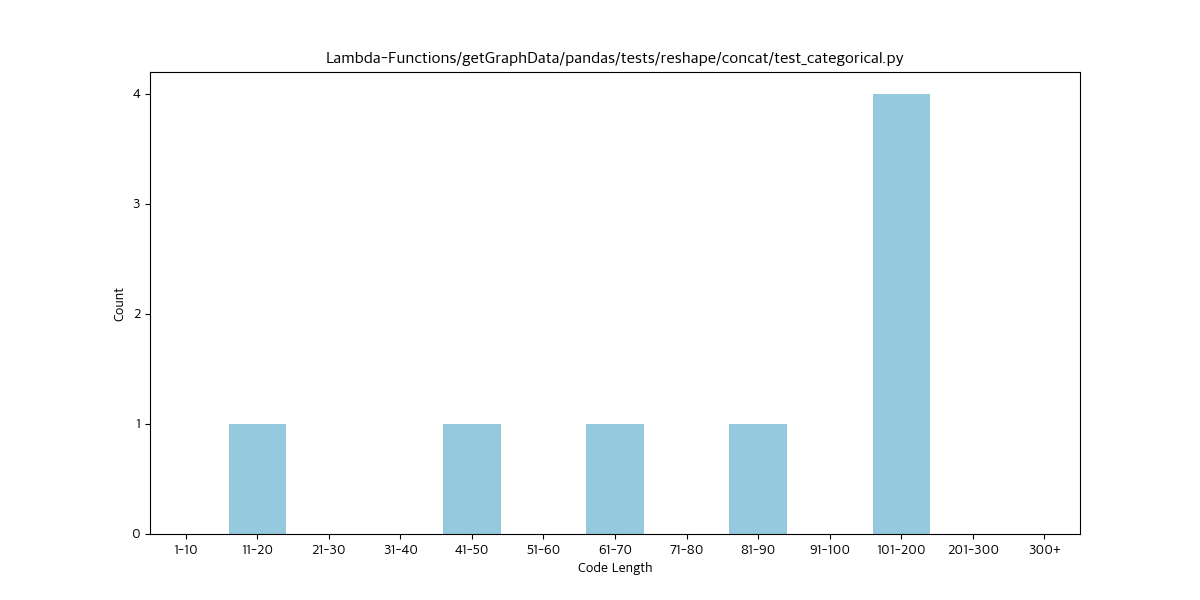 Lambda-Functions/getGraphData/pandas/tests/reshape/concat/test_categorical.py
4
3
2
1
0
Count
1-10 11-20 21-30 31-40 41-50 51-60 61-70 71-80 81-90 91-100 101-200 201-300 300+
Code Length